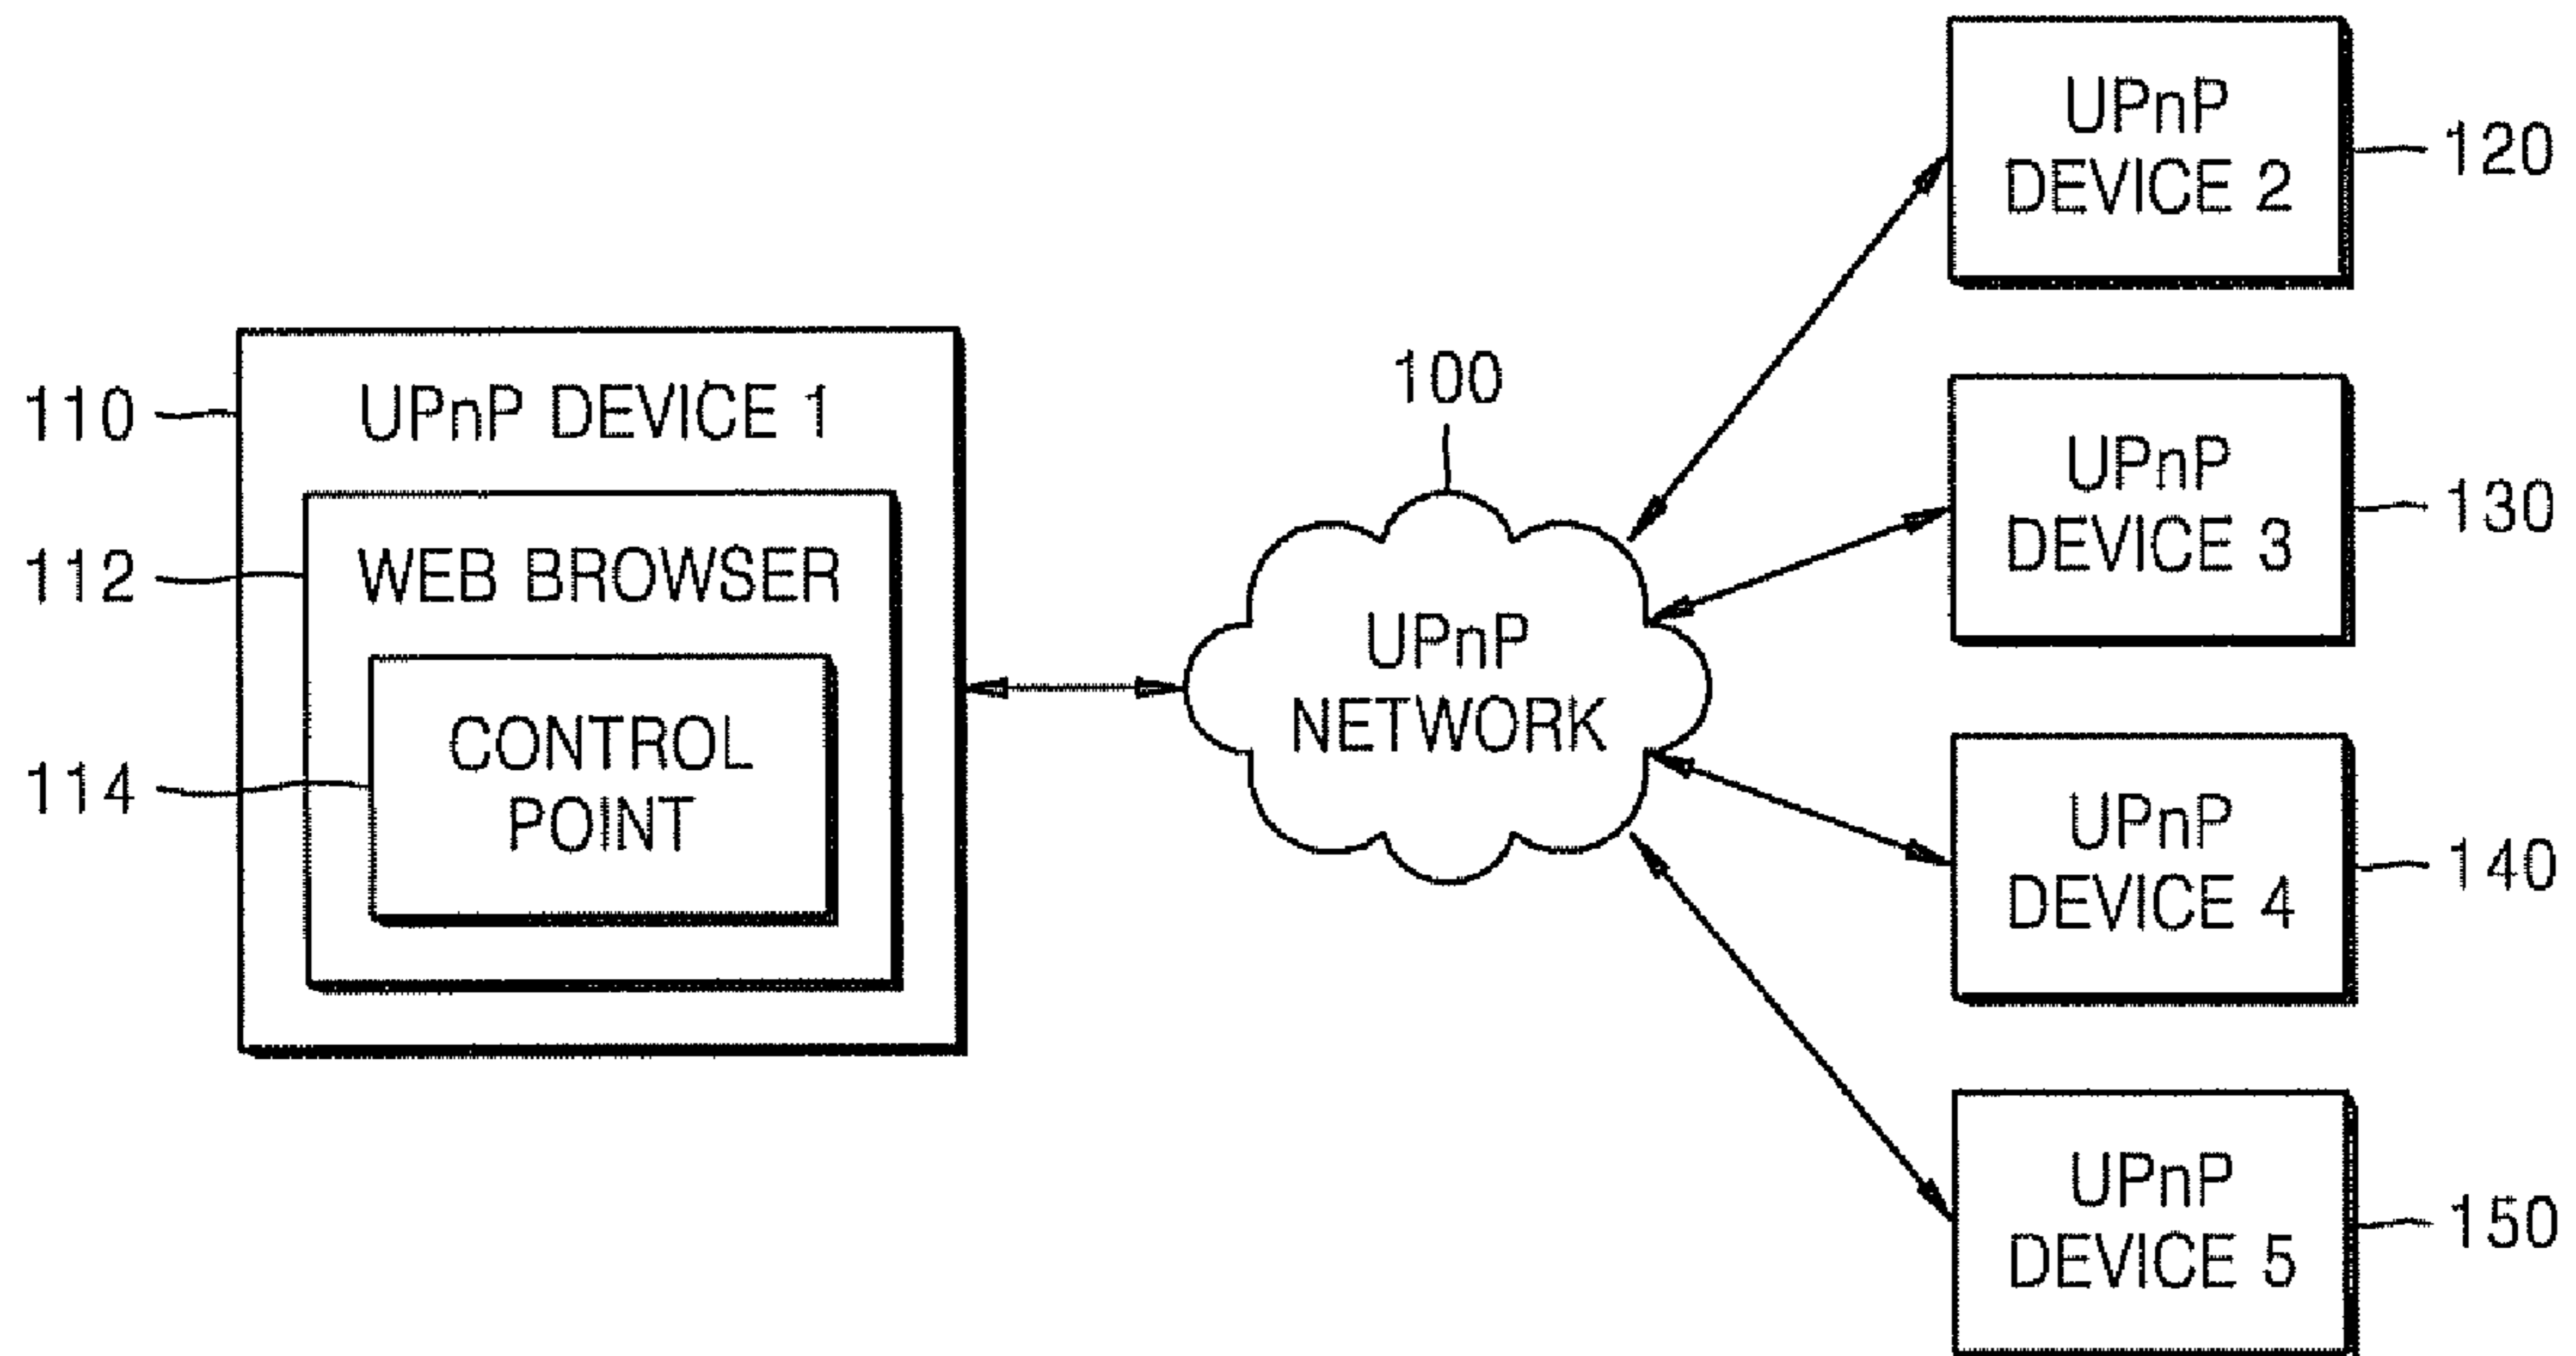 110
UPnP DEVICE 1
112
WEB BROWSER
114
CONTROL
POINT
100
UPnP
NETWORK
UPnP
DEVICE 2
120
UPnP
DEVICE 3
130
UPnP
DEVICE 4
140
UPnP
DEVICE 5
150